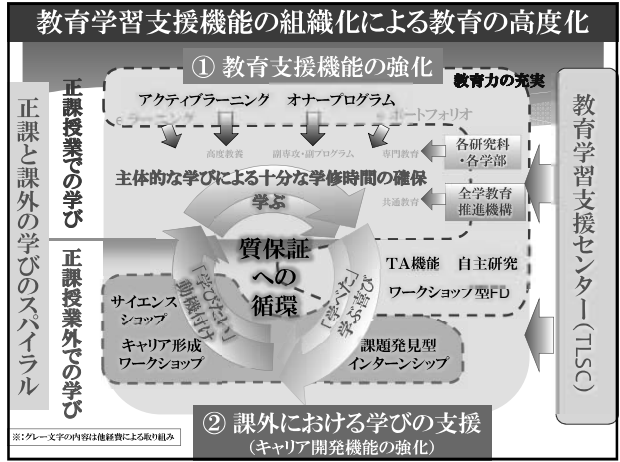 教育学習支援機能の組織化による教育の高度化
① 教育支援機能の強化
教育力の充実
アクティブラーニング オナープログラム
eラーニング
eポートフォリオ
高度教養
副専攻・副プログラム
専門教育
各研究科
・各学部
主体的な学びによる十分な学修時間の確保
共通教育
全学教育
推進機構
学ぶ
質保証
への
循環
「学びたい」
動機付け
「学べた」
学ぶ喜び
TA機能 自主研究
ワークショップ型FD
サイエンス
ショップ
キャリア形成
ワークショップ
課題発見型
インターンシップ
正課と課外の学びのスパイラル
正課授業での学び
正課授業外での学び
教育学習支援センター(TLSC)
② 課外における学びの支援
(キャリア開発機能の強化)
※:グレー文字の内容は他経費による取り組み